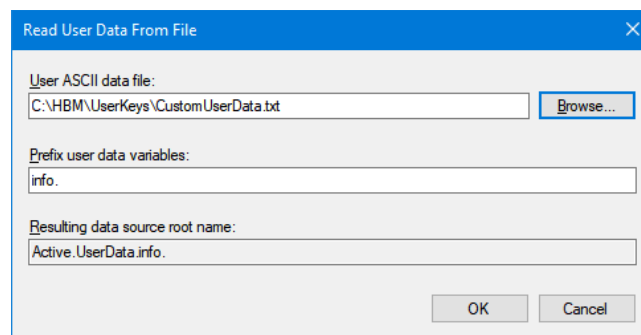 Read User Data From File
User ASCII data file:
C:\HBM\UserKeys\CustomUserData.txt
Browse...
Prefix user data variables:
info.
Resulting data source root name:
Active.UserData.info.
OK
Cancel